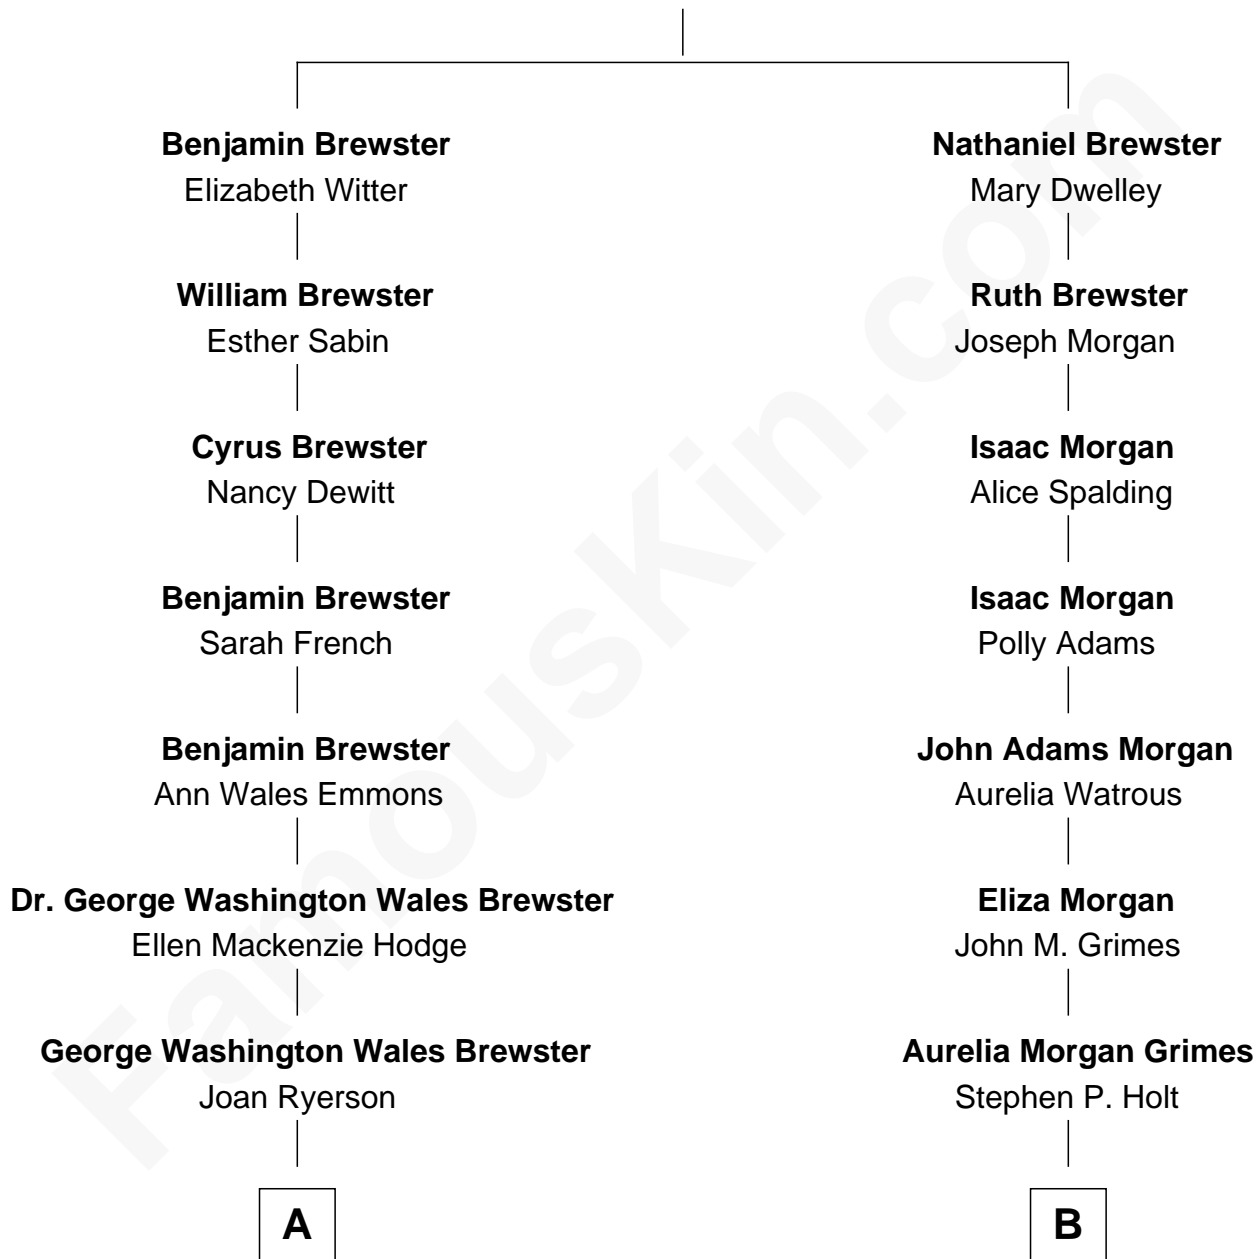 Benjamin Brewster
Elizabeth Witter
William Brewster
Esther Sabin
Cyrus Brewster
Nancy Dewitt
Benjamin Brewster
Sarah French
Benjamin Brewster
Ann Wales Emmons
Dr. George Washington Wales Brewster
Ellen Mackenzie Hodge
George Washington Wales Brewster
Joan Ryerson
A
Nathaniel Brewster
Mary Dwelley
Ruth Brewster
Joseph Morgan
Isaac Morgan
Alice Spalding
Isaac Morgan
Polly Adams
John Adams Morgan
Aurelia Watrous
Eliza Morgan
John M. Grimes
Aurelia Morgan Grimes
Stephen P. Holt
B
FamousKin.com